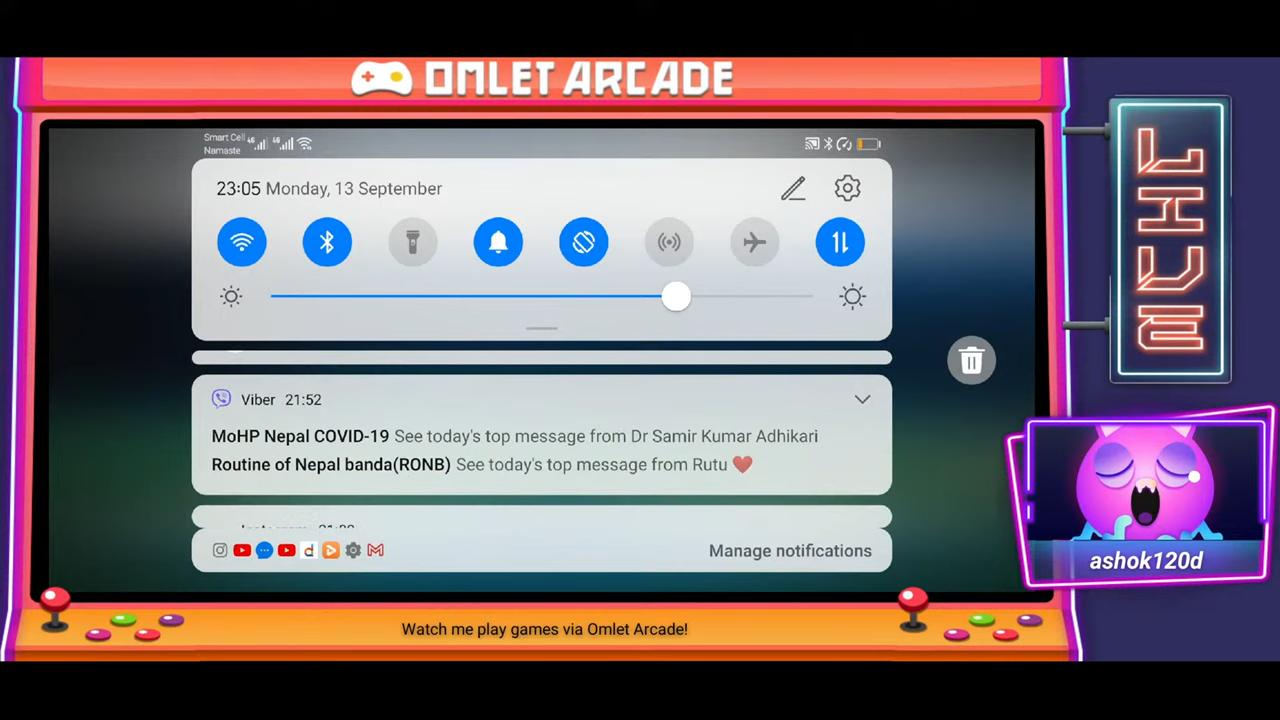 OMLET ARCADE
Smart Cell
Namaste
4G
4G
23:05 Monday, 13 September
Viber 21:52
MoHP Nepal COVID-19 See today's top message from Dr Samir Kumar Adhikari
Routine of Nepal banda(RONB) See today's top message from Rutu ❤️
Manage notifications
ashok120d
Watch me play games via Omlet Arcade!